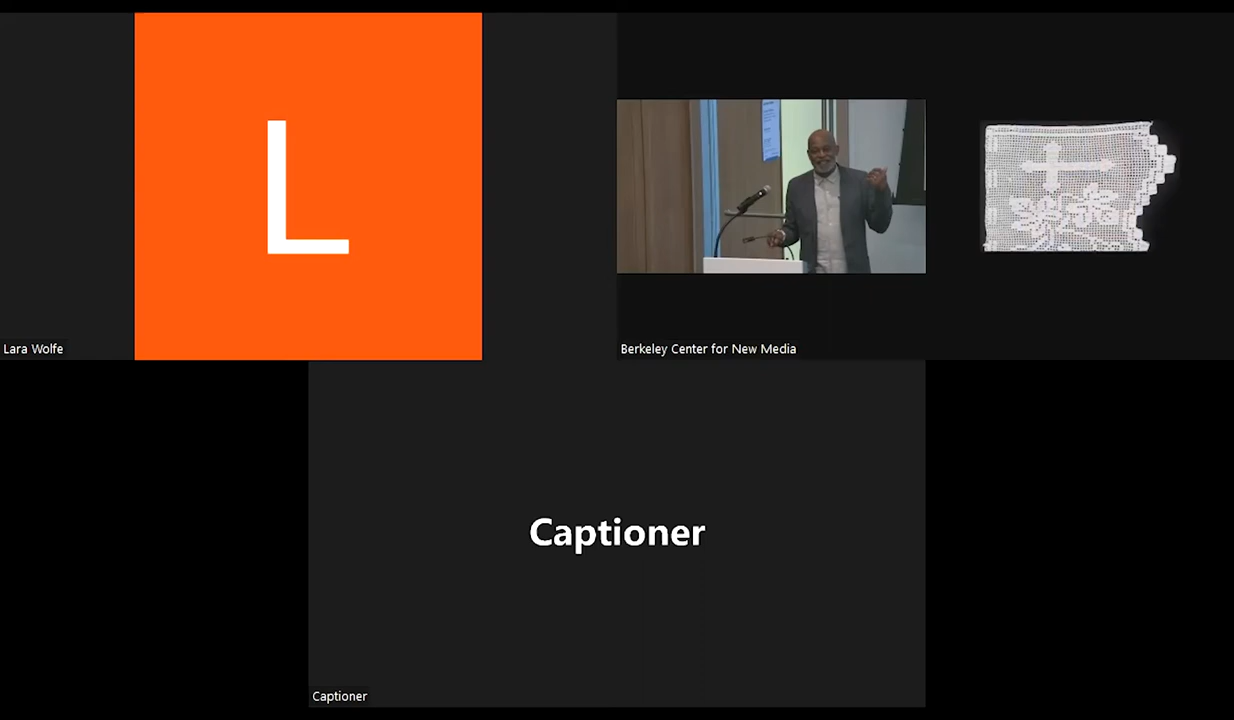 L
Lara Wolfe
Berkeley Center for New Media
Captioner
Captioner